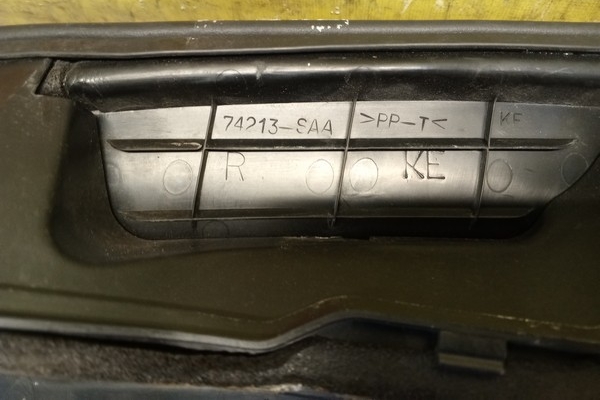 74213-SAA >PP-T< KE
R KE